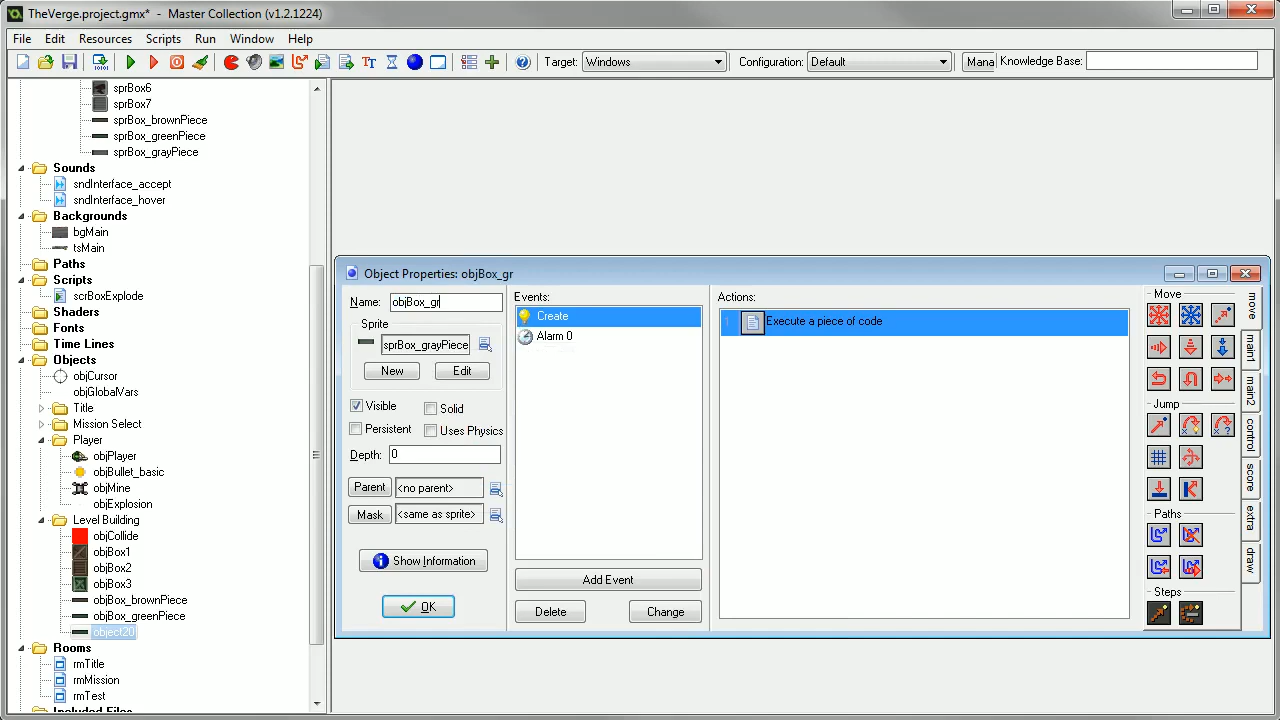 TheVerge.project.gmx* - Master Collection (v1.2.1224)
File Edit Resources Scripts Run Window Help
Target: Windows Configuration: Default Mana Knowledge Base:
sprBox6
sprBox7
sprBox_brownPiece
sprBox_greenPiece
sprBox_grayPiece
Sounds
sndInterface_accept
sndInterface_hover
Backgrounds
bgMain
tsMain
Paths
Scripts
scrBoxExplode
Shaders
Fonts
Time Lines
Objects
objCursor
objGlobalVars
Title
Mission Select
Player
objPlayer
objBullet_basic
objMine
objExplosion
Level Building
objCollide
objBox1
objBox2
objBox3
objBox_brownPiece
objBox_greenPiece
object20
Rooms
rmTitle
rmMission
rmTest
Included Files
Object Properties: objBox_gr
Name: objBox_gr
Sprite
sprBox_grayPiece
New Edit
Visible Solid
Persistent Uses Physics
Depth: 0
Parent <no parent>
Mask <same as sprite>
Show Information
OK
Events:
Create
Alarm 0
Add Event
Delete Change
Actions:
1 Execute a piece of code
Move
Jump
Paths
Steps
move
main1
main2
control
score
extra
draw